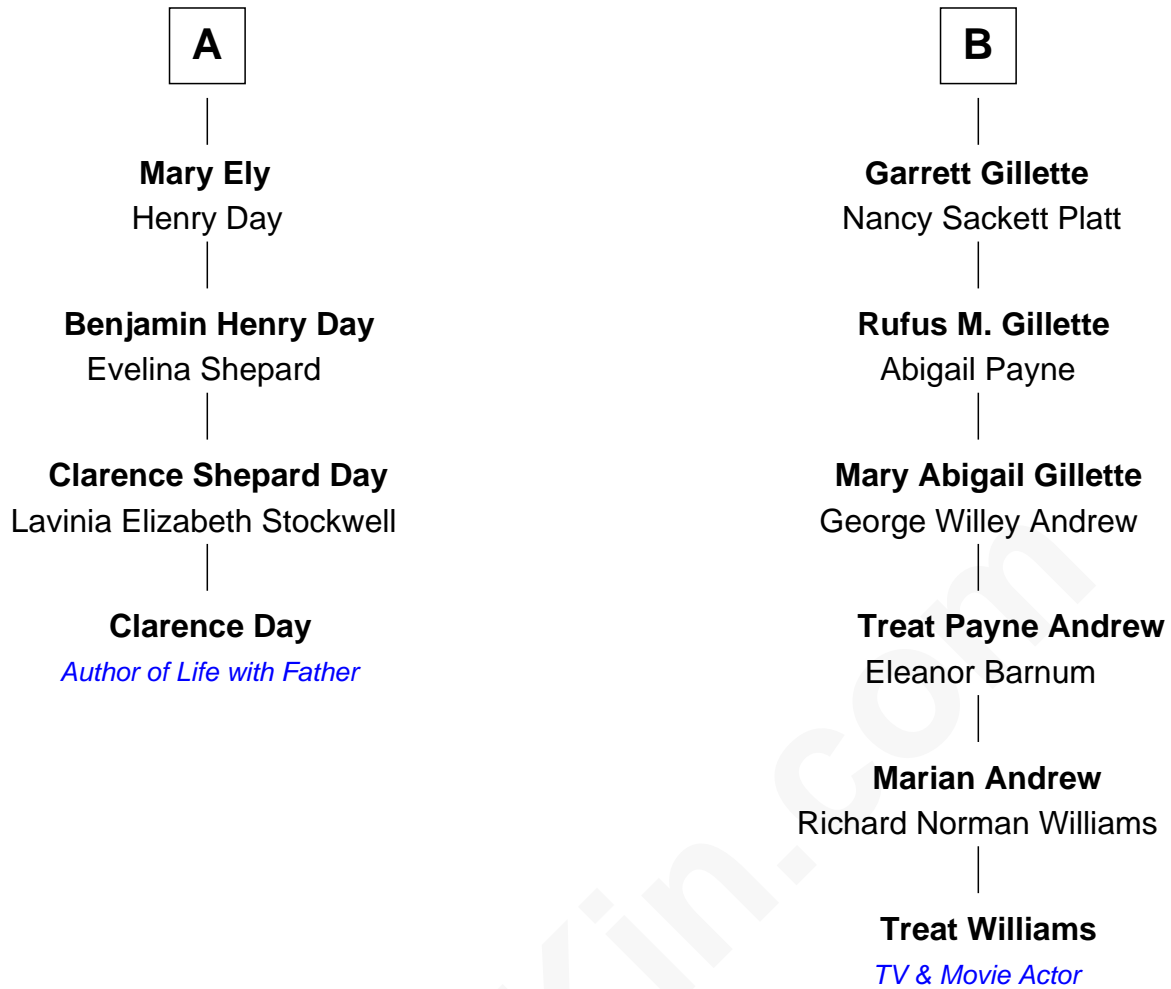 A
Mary Ely
Henry Day
Benjamin Henry Day
Evelina Shepard
Clarence Shepard Day
Lavinia Elizabeth Stockwell
Clarence Day
Author of Life with Father
B
Garrett Gillette
Nancy Sackett Platt
Rufus M. Gillette
Abigail Payne
Mary Abigail Gillette
George Willey Andrew
Treat Payne Andrew
Eleanor Barnum
Marian Andrew
Richard Norman Williams
Treat Williams
TV & Movie Actor